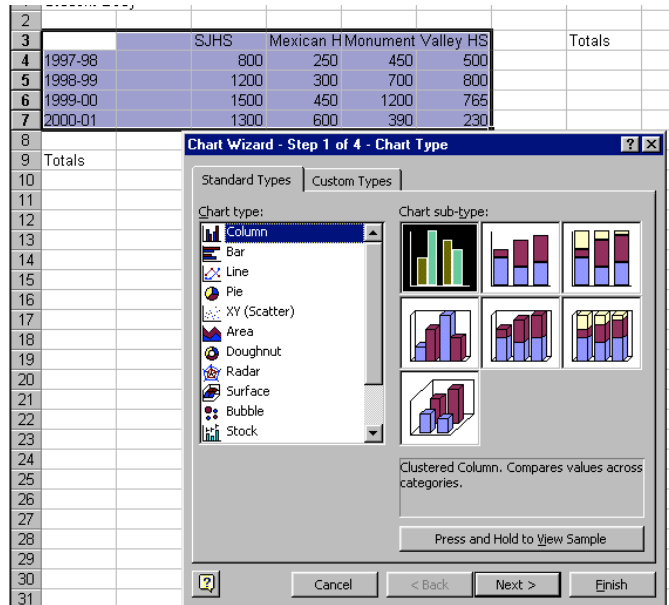 2
3 SJHS Mexican H Monument Valley HS Totals
4 1997-98 800 250 450 500
5 1998-99 1200 300 700 800
6 1999-00 1500 450 1200 765
7 2000-01 1300 600 390 230
8
Chart Wizard - Step 1 of 4 - Chart Type
9 Totals
10
Standard Types Custom Types
11
Chart type: Chart sub-type:
12
Column
13
Bar
14
Line
15
Pie
16
XY (Scatter)
17
Area
18
Doughnut
19
Radar
20
Surface
21
Bubble
22
Stock
23
24
Clustered Column. Compares values across
25
categories.
26
27
28
Press and Hold to View Sample
29
30
Cancel < Back Next > Finish
31